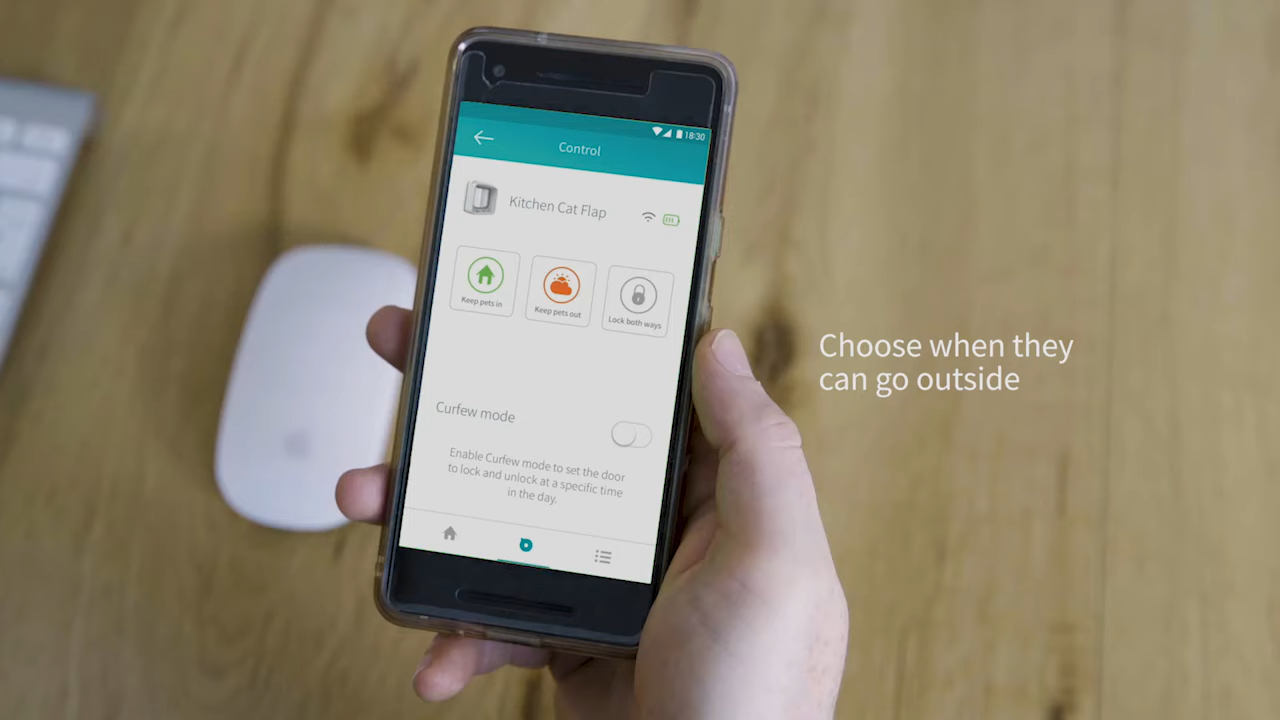 18:30
Control
Kitchen Cat Flap
Keep pets in
Keep pets out
Lock both ways
Curfew mode
Enable Curfew mode to set the door
to lock and unlock at a specific time
in the day.
Choose when they
can go outside